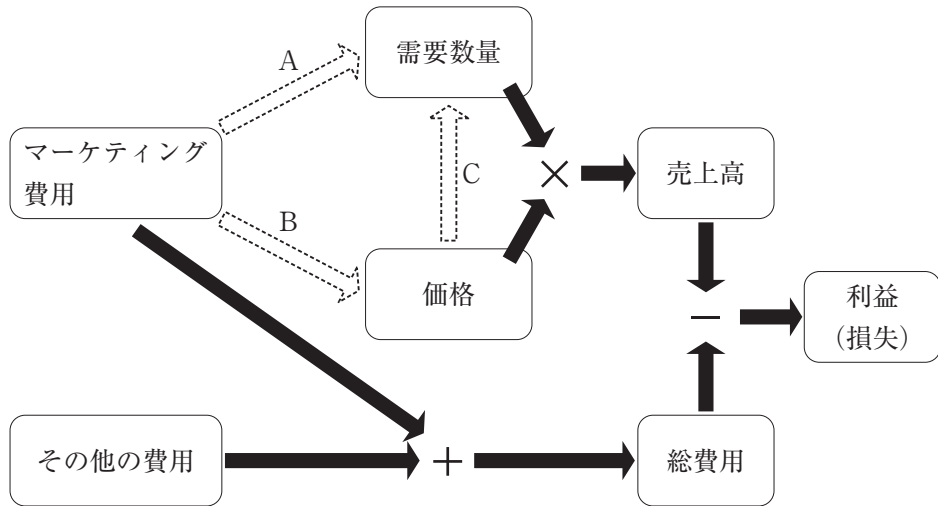 需要数量
A
マーケティング
費用
C
×
売上高
B
価格
利益
(損失)
−
その他の費用
+
総費用